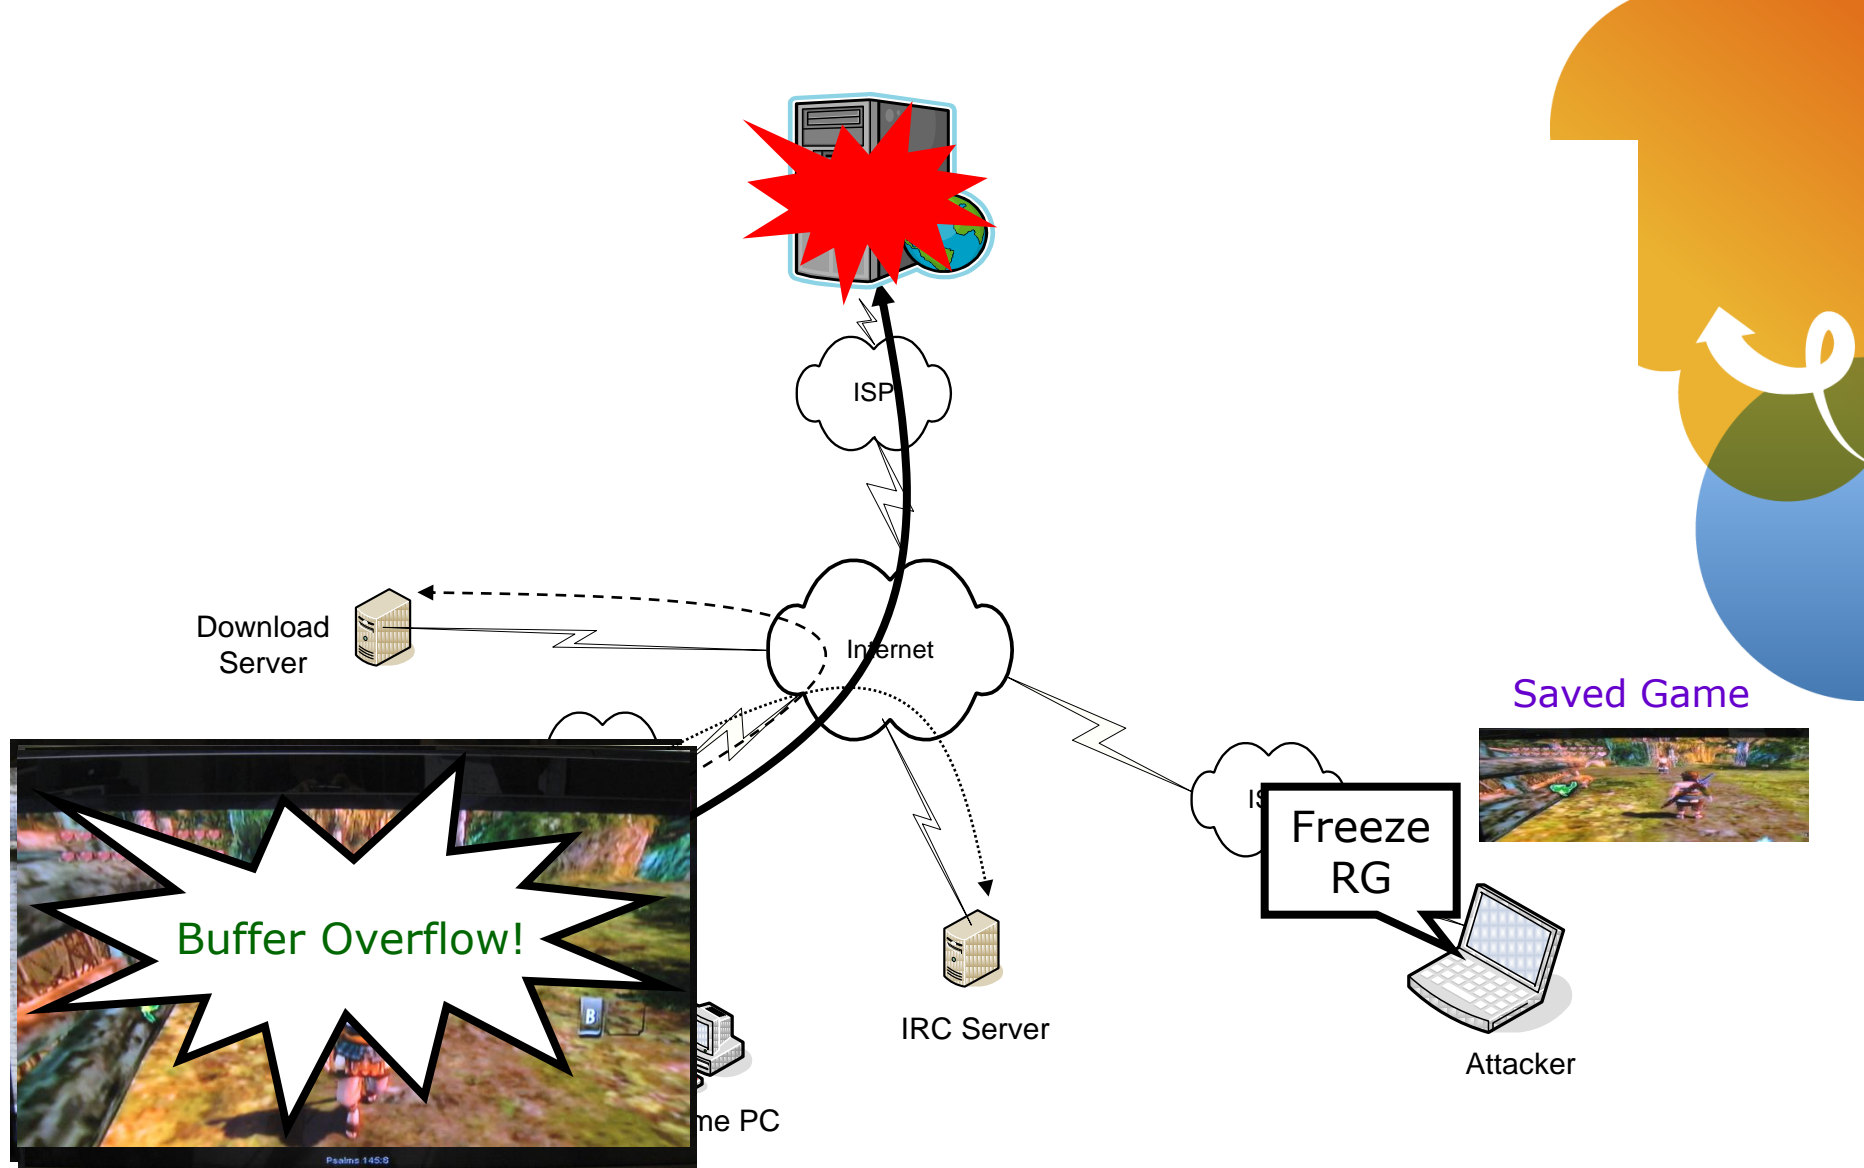 ISP
Download
Server
Internet
Saved Game
Freeze
RG
Buffer Overflow!
B
IRC Server
Attacker
me PC
Psalms 145:8